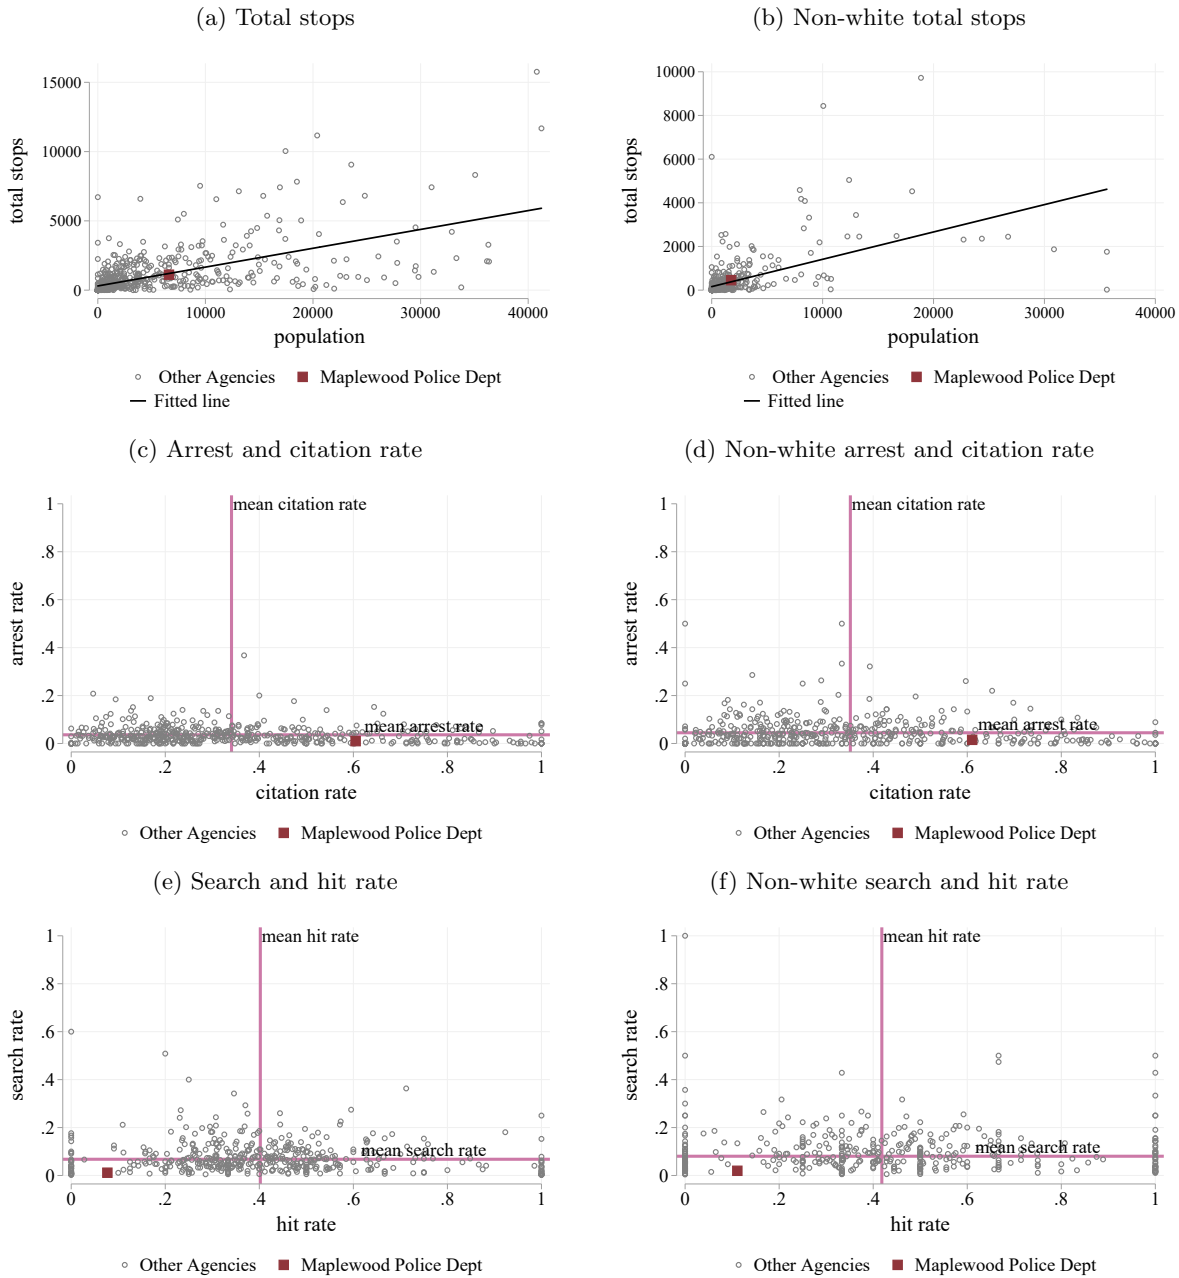 (a) Total stops
total stops
15000
10000
5000
0
0 10000 20000 30000 40000
population
Other Agencies Maplewood Police Dept
Fitted line
(b) Non-white total stops
total stops
10000
8000
6000
4000
2000
0
0 10000 20000 30000 40000
population
Other Agencies Maplewood Police Dept
Fitted line
(c) Arrest and citation rate
arrest rate
mean citation rate
1
.8
.6
.4
.2
0
mean arrest rate
0 .2 .4 .6 .8 1
citation rate
Other Agencies Maplewood Police Dept
(d) Non-white arrest and citation rate
arrest rate
mean citation rate
1
.8
.6
.4
.2
0
mean arrest rate
0 .2 .4 .6 .8 1
citation rate
Other Agencies Maplewood Police Dept
(e) Search and hit rate
search rate
mean hit rate
1
.8
.6
.4
.2
0
mean search rate
0 .2 .4 .6 .8 1
hit rate
Other Agencies Maplewood Police Dept
(f) Non-white search and hit rate
search rate
mean hit rate
1
.8
.6
.4
.2
0
mean search rate
0 .2 .4 .6 .8 1
hit rate
Other Agencies Maplewood Police Dept